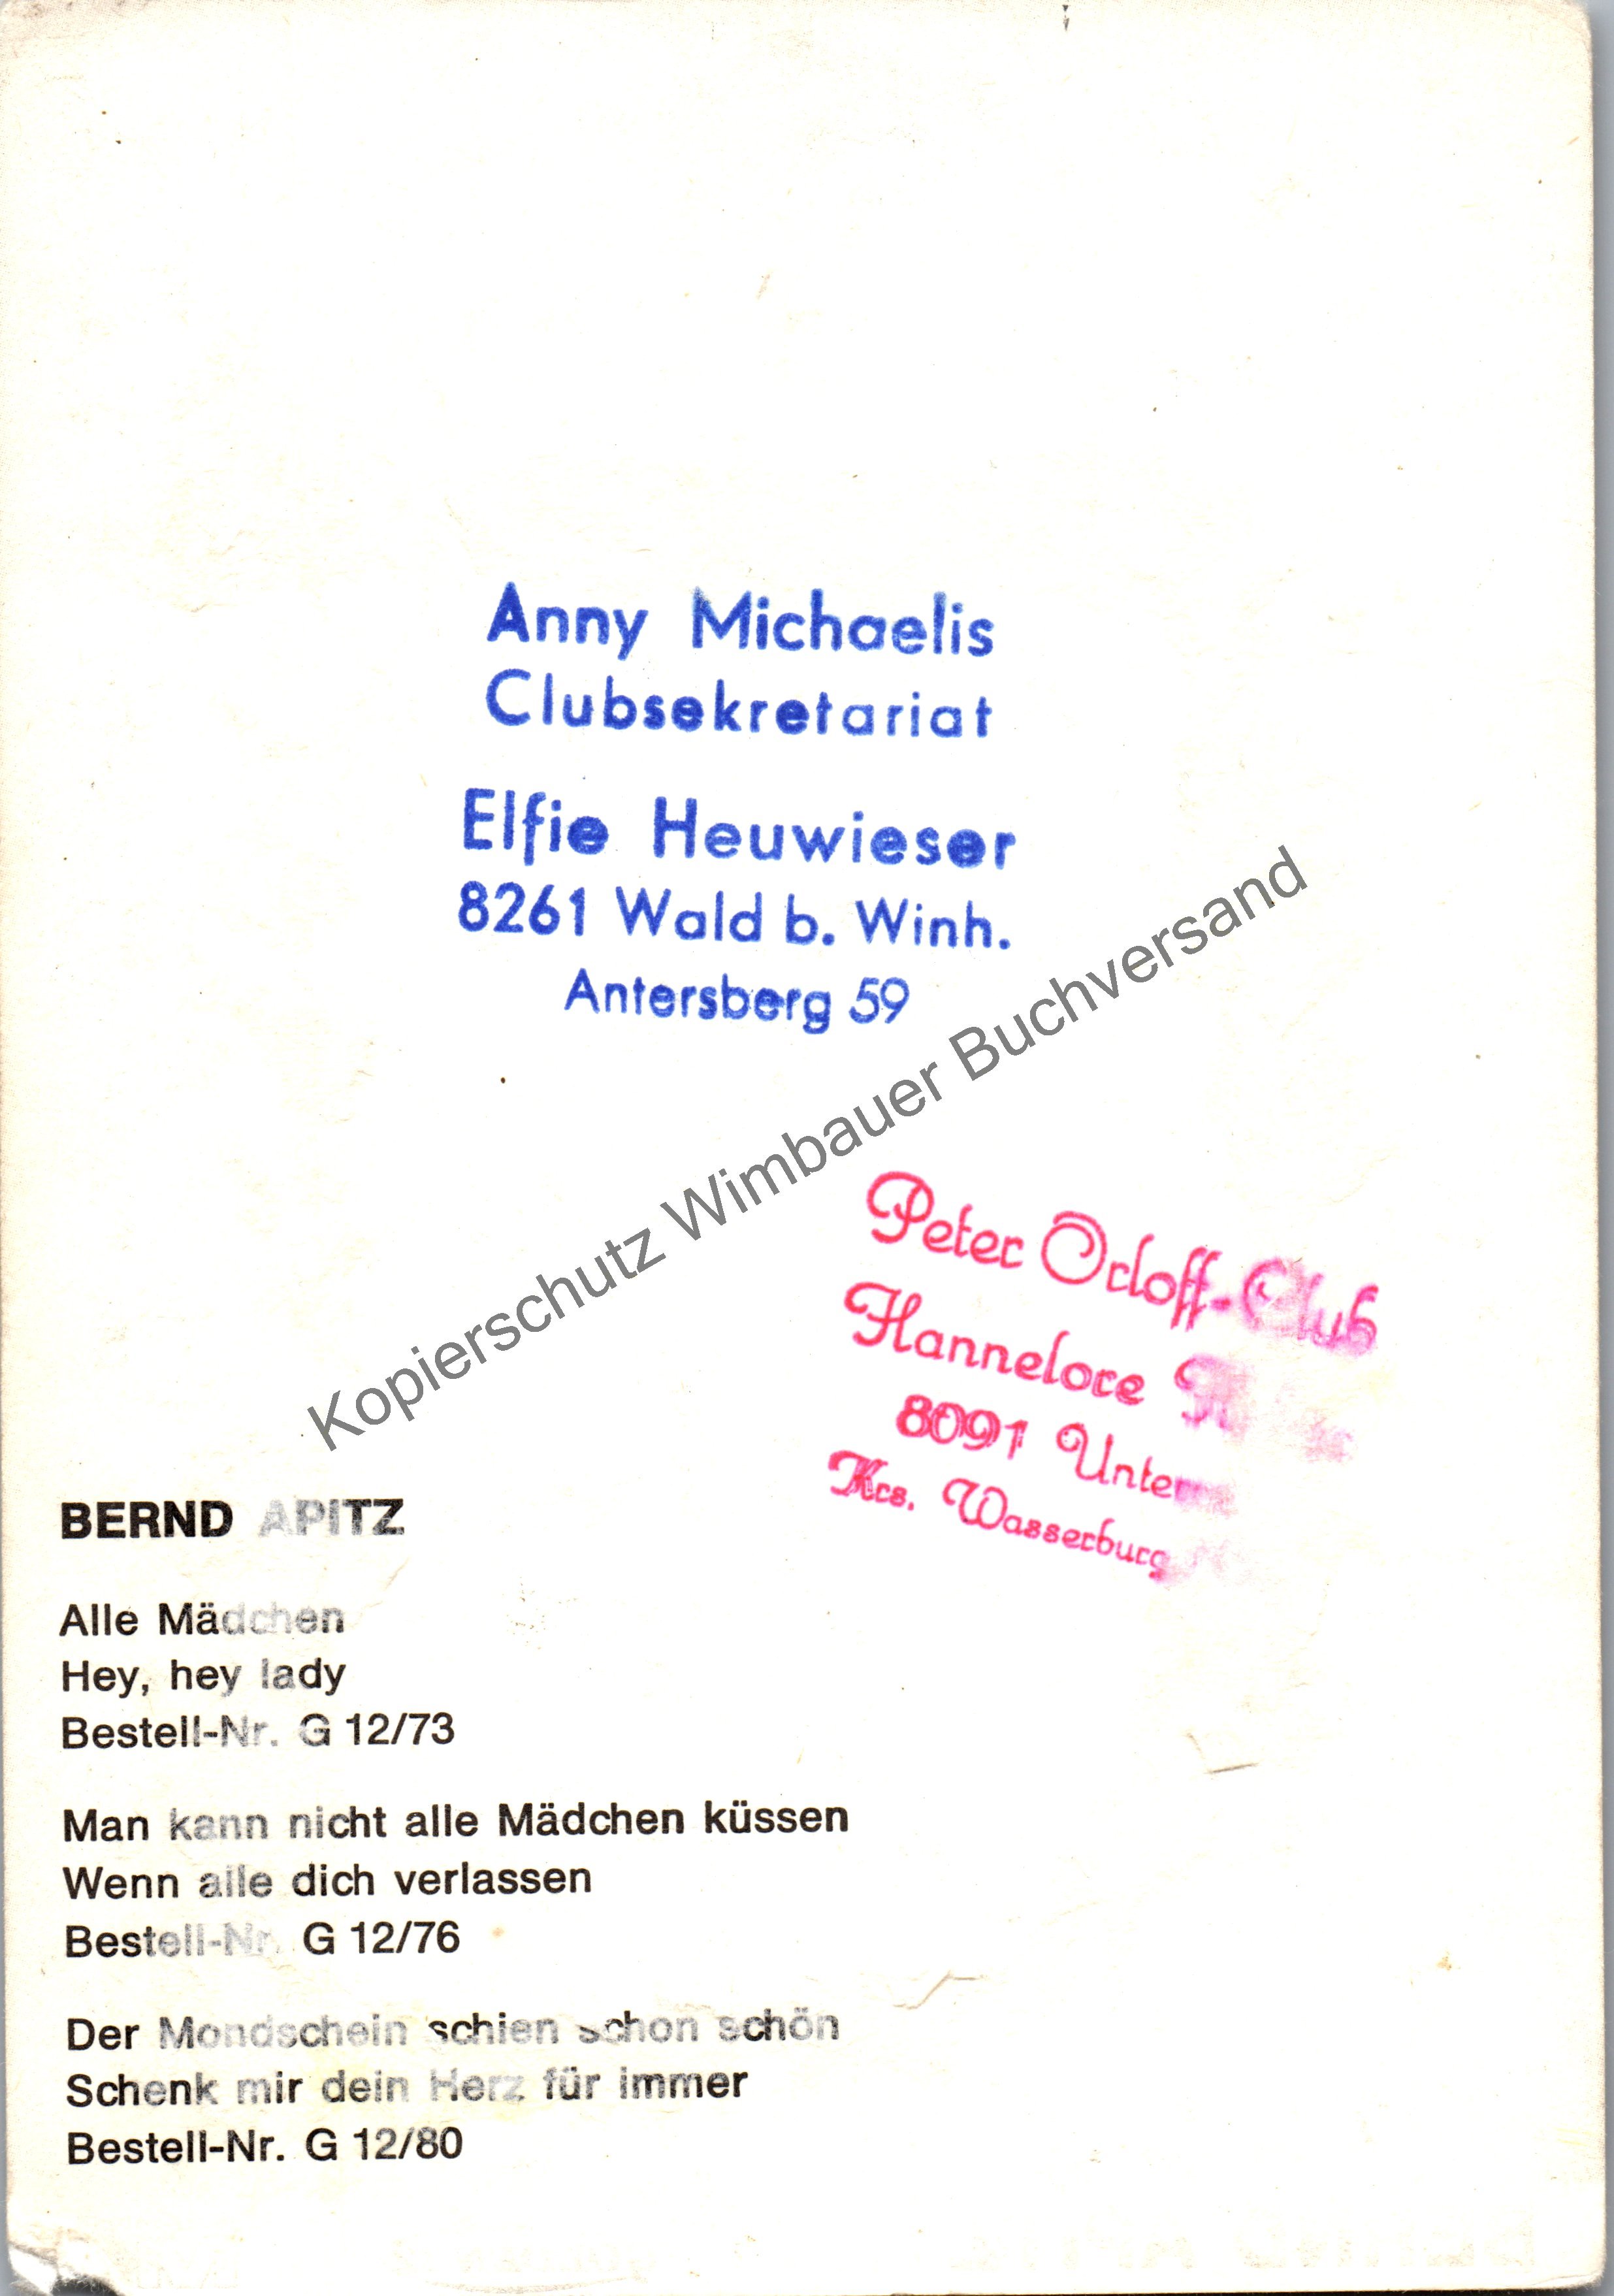 Anny Michaelis
Clubsekretariat
Elfie Heuwieser
8261 Wald b. Winh.
Antersberg 59
Kopierschutz Wimbauer Buchversand
Peter Orloff-Club
Hannelore
8091
Krs. Wasserburg
BERND APITZ
Alle Mädchen
Hey, hey lady
Bestell-Nr. G 12/73
Man kann nicht alle Mädchen küssen
Wenn alle dich verlassen
Bestell-Nr. G 12/76
Der Mondschein schien schon schön
Schenk mir dein Herz für immer
Bestell-Nr. G 12/80